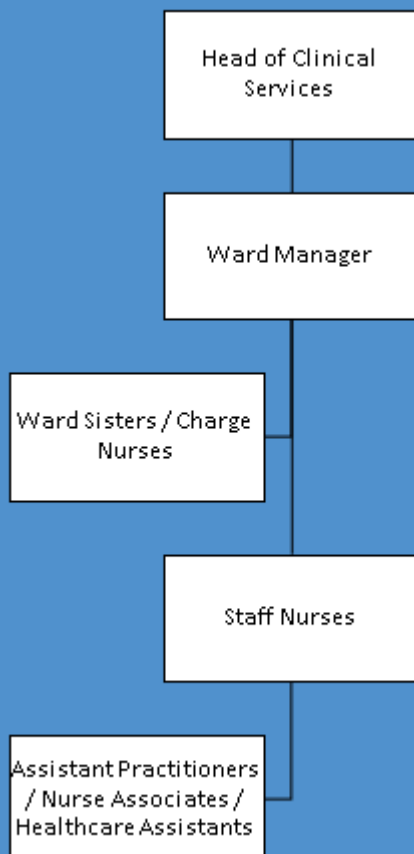 Head of Clinical
Services
Ward Manager
Ward Sisters / Charge
Nurses
Staff Nurses
Assistant Practitioners
/ Nurse Associates /
Healthcare Assistants